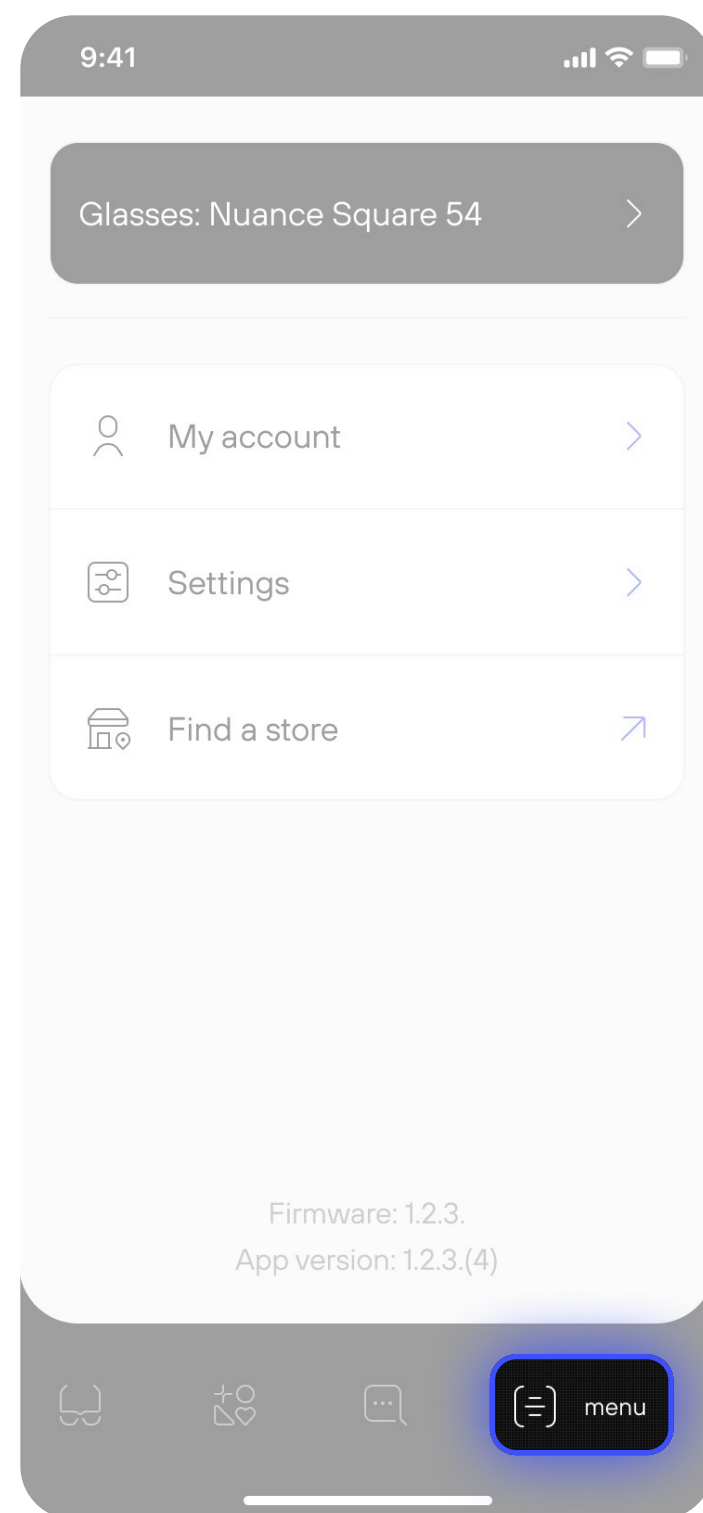 9:41
Glasses: Nuance Square 54
My account
Settings
Find a store
Firmware: 1.2.3.
App version: 1.2.3.(4)
menu